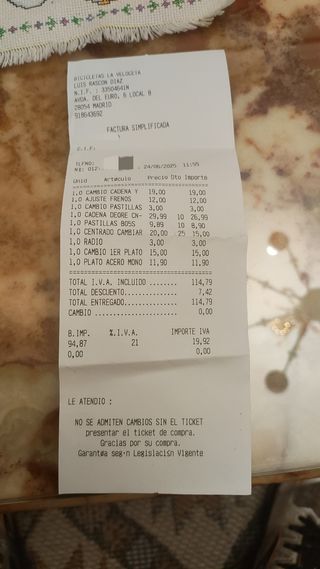 BICICLETAS LA VELOCETA
LUIS RASCON DIAZ
N.I.F. : 33504641N
AVDA. DEL EURO, 6 LOCAL B
28054 MADRID
918643692
FACTURA SIMPLIFICADA
C.I.F.
TLFNO:
Nº: 012 , 24/06/2025 11:55
Unid Artículo Precio Dto Importe
1,0 CAMBIO CADENA Y 19,00 19,00
1,0 AJUSTE FRENOS 12,00 12,00
1,0 CAMBIO PASTILLAS 3,00 3,00
1,0 CADENA DEORE CN- 29,99 10 26,99
1,0 PASTILLAS B05S 9,89 10 8,90
1,0 CENTRADO CAMBIAR 20,00 25 15,00
1,0 RADIO 3,00 3,00
1,0 CAMBIO 1ER PLATO 15,00 15,00
1,0 PLATO ACERO MONO 11,90 11,90
TOTAL I.V.A. INCLUIDO ....... 114,79
TOTAL DESCUENTO.............. 7,42
TOTAL ENTREGADO.............. 114,79
CAMBIO ...................... 0,00
B.IMP. %.I.V.A. IMPORTE IVA
94,87 21 19,92
0,00 0,00
LE ATENDIO :
NO SE ADMITEN CAMBIOS SIN EL TICKET
presentar el ticket de compra.
Gracias por su compra.
Garantía seg·n Legislación Vigente